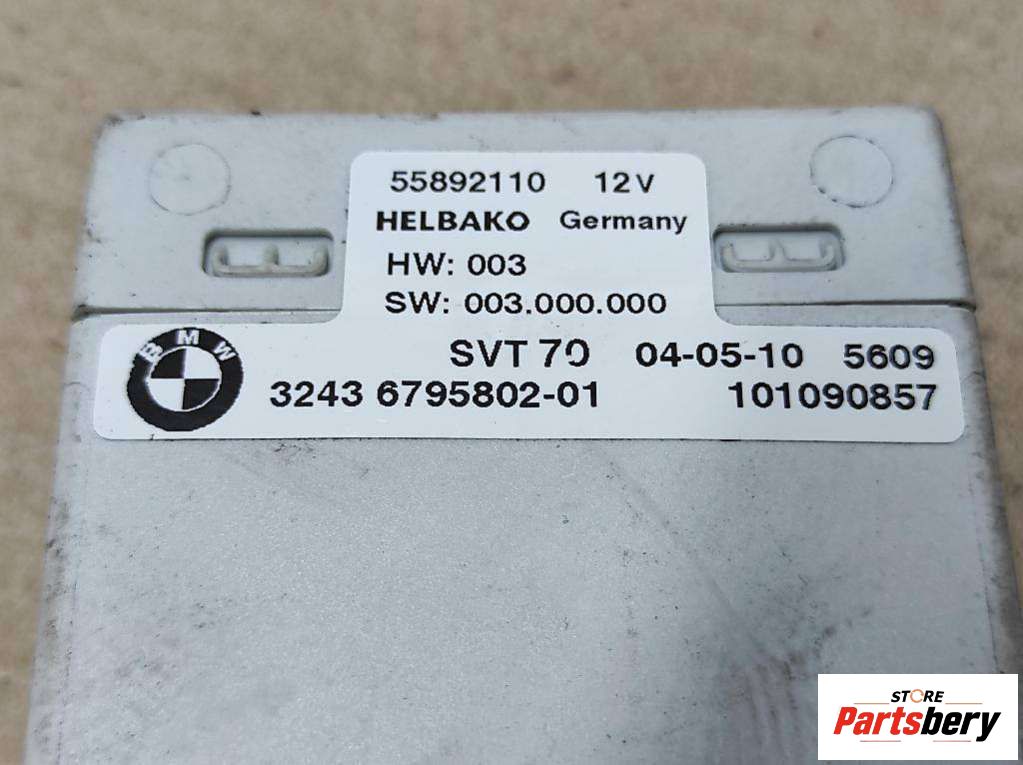 55892110 12V
HELBAKO Germany
HW: 003
SW: 003.000.000
BMW
SVT 70 04-05-10 5609
3243 6795802-01 101090857
STORE
Partsbery